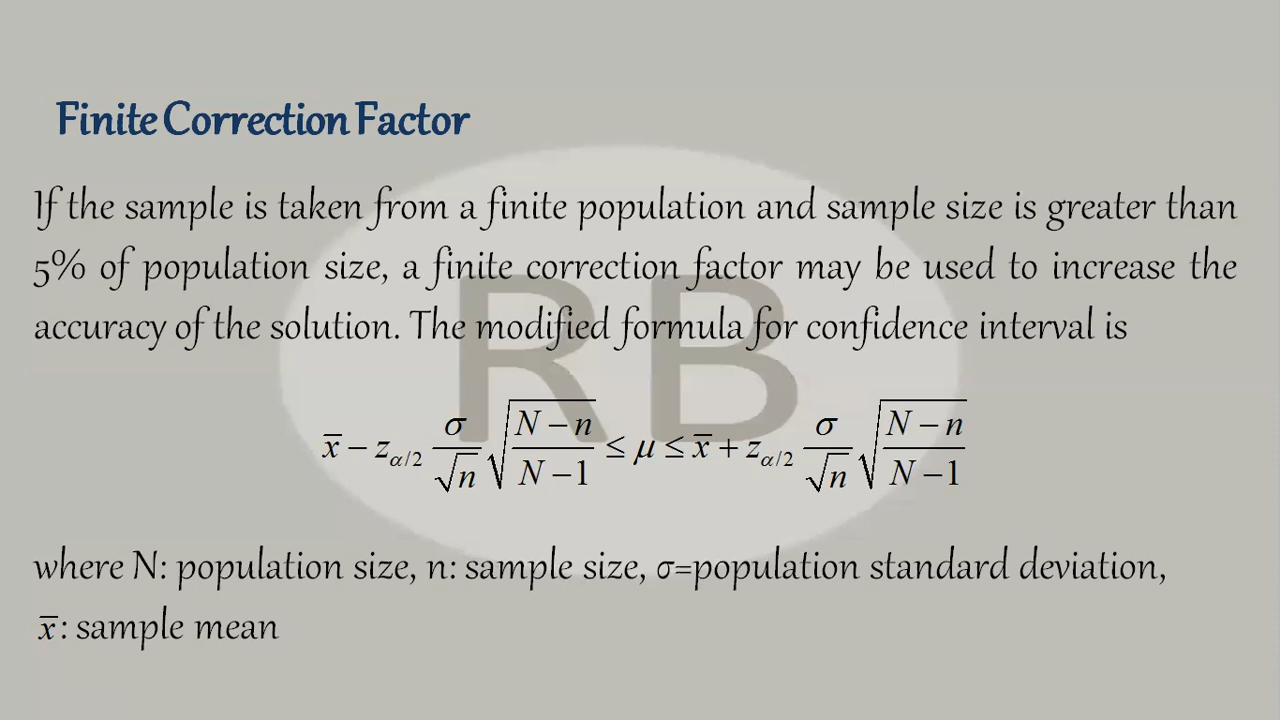 Finite Correction Factor
If the sample is taken from a finite population and sample size is greater than
5% of population size, a finite correction factor may be used to increase the
accuracy of the solution. The modified formula for confidence interval is
RB
x̄ − z_{α/2} σ/√n √((N − n)/(N − 1)) ≤ μ ≤ x̄ + z_{α/2} σ/√n √((N − n)/(N − 1))
where N: population size, n: sample size, σ=population standard deviation,
x̄: sample mean